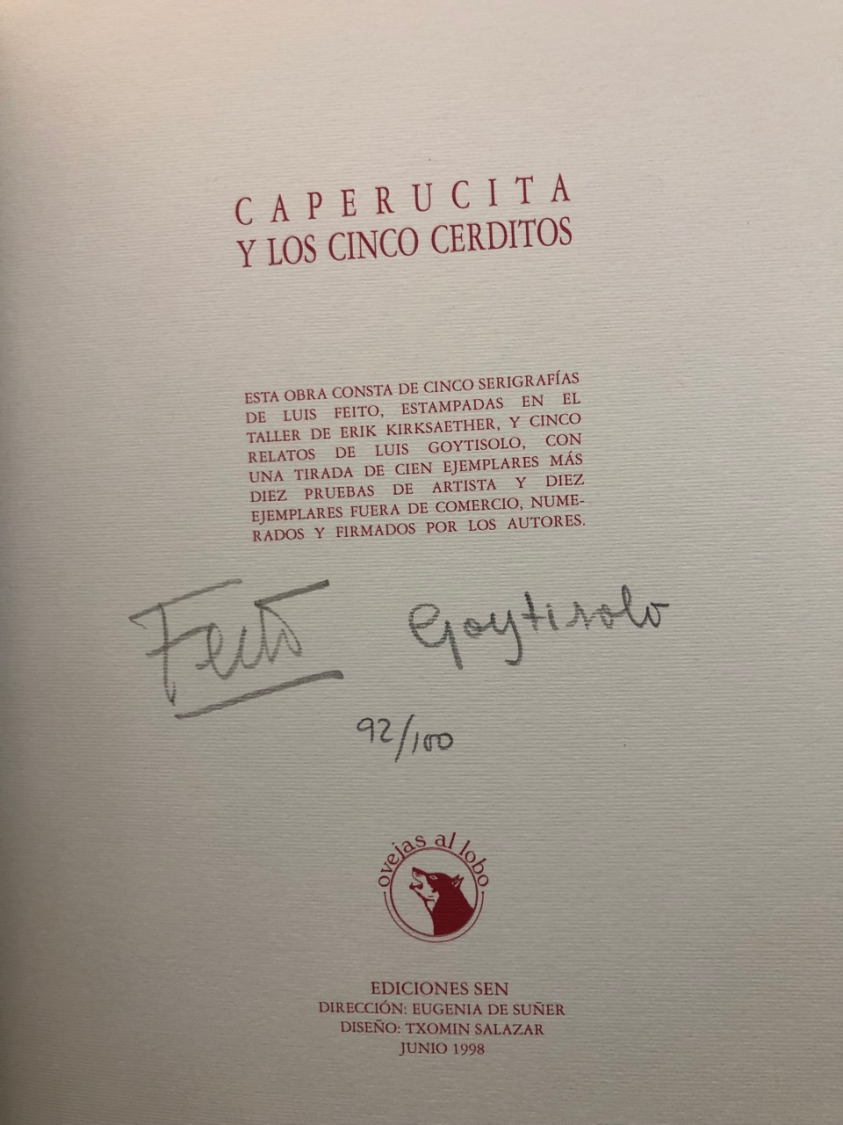 CAPERUCITA
Y LOS CINCO CERDITOS
ESTA OBRA CONSTA DE CINCO SERIGRAFÍAS
DE LUIS FEITO, ESTAMPADAS EN EL
TALLER DE ERIK KIRKSAETHER, Y CINCO
RELATOS DE LUIS GOYTISOLO, CON
UNA TIRADA DE CIEN EJEMPLARES MÁS
DIEZ PRUEBAS DE ARTISTA Y DIEZ
EJEMPLARES FUERA DE COMERCIO, NUME-
RADOS Y FIRMADOS POR LOS AUTORES.
Feito Goytisolo
92/100
ovejas al lobo
EDICIONES SEN
DIRECCIÓN: EUGENIA DE SUÑER
DISEÑO: TXOMIN SALAZAR
JUNIO 1998